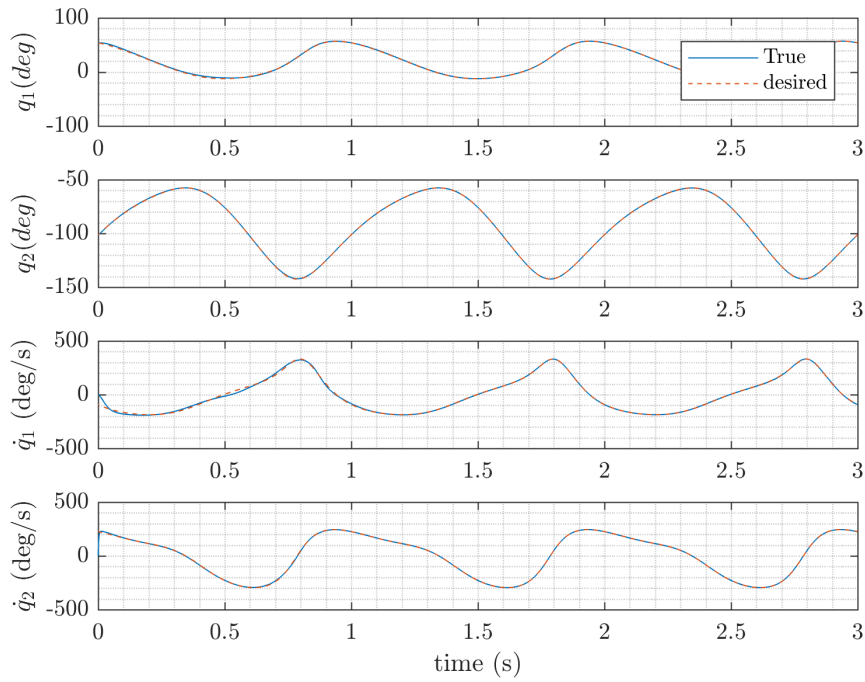 100
0
-100
q₁(deg)
True
desired
0 0.5 1 1.5 2 2.5 3
-50
-100
-150
q₂(deg)
0 0.5 1 1.5 2 2.5 3
500
0
-500
q̇₁ (deg/s)
0 0.5 1 1.5 2 2.5 3
500
0
-500
q̇₂ (deg/s)
0 0.5 1 1.5 2 2.5 3
time (s)